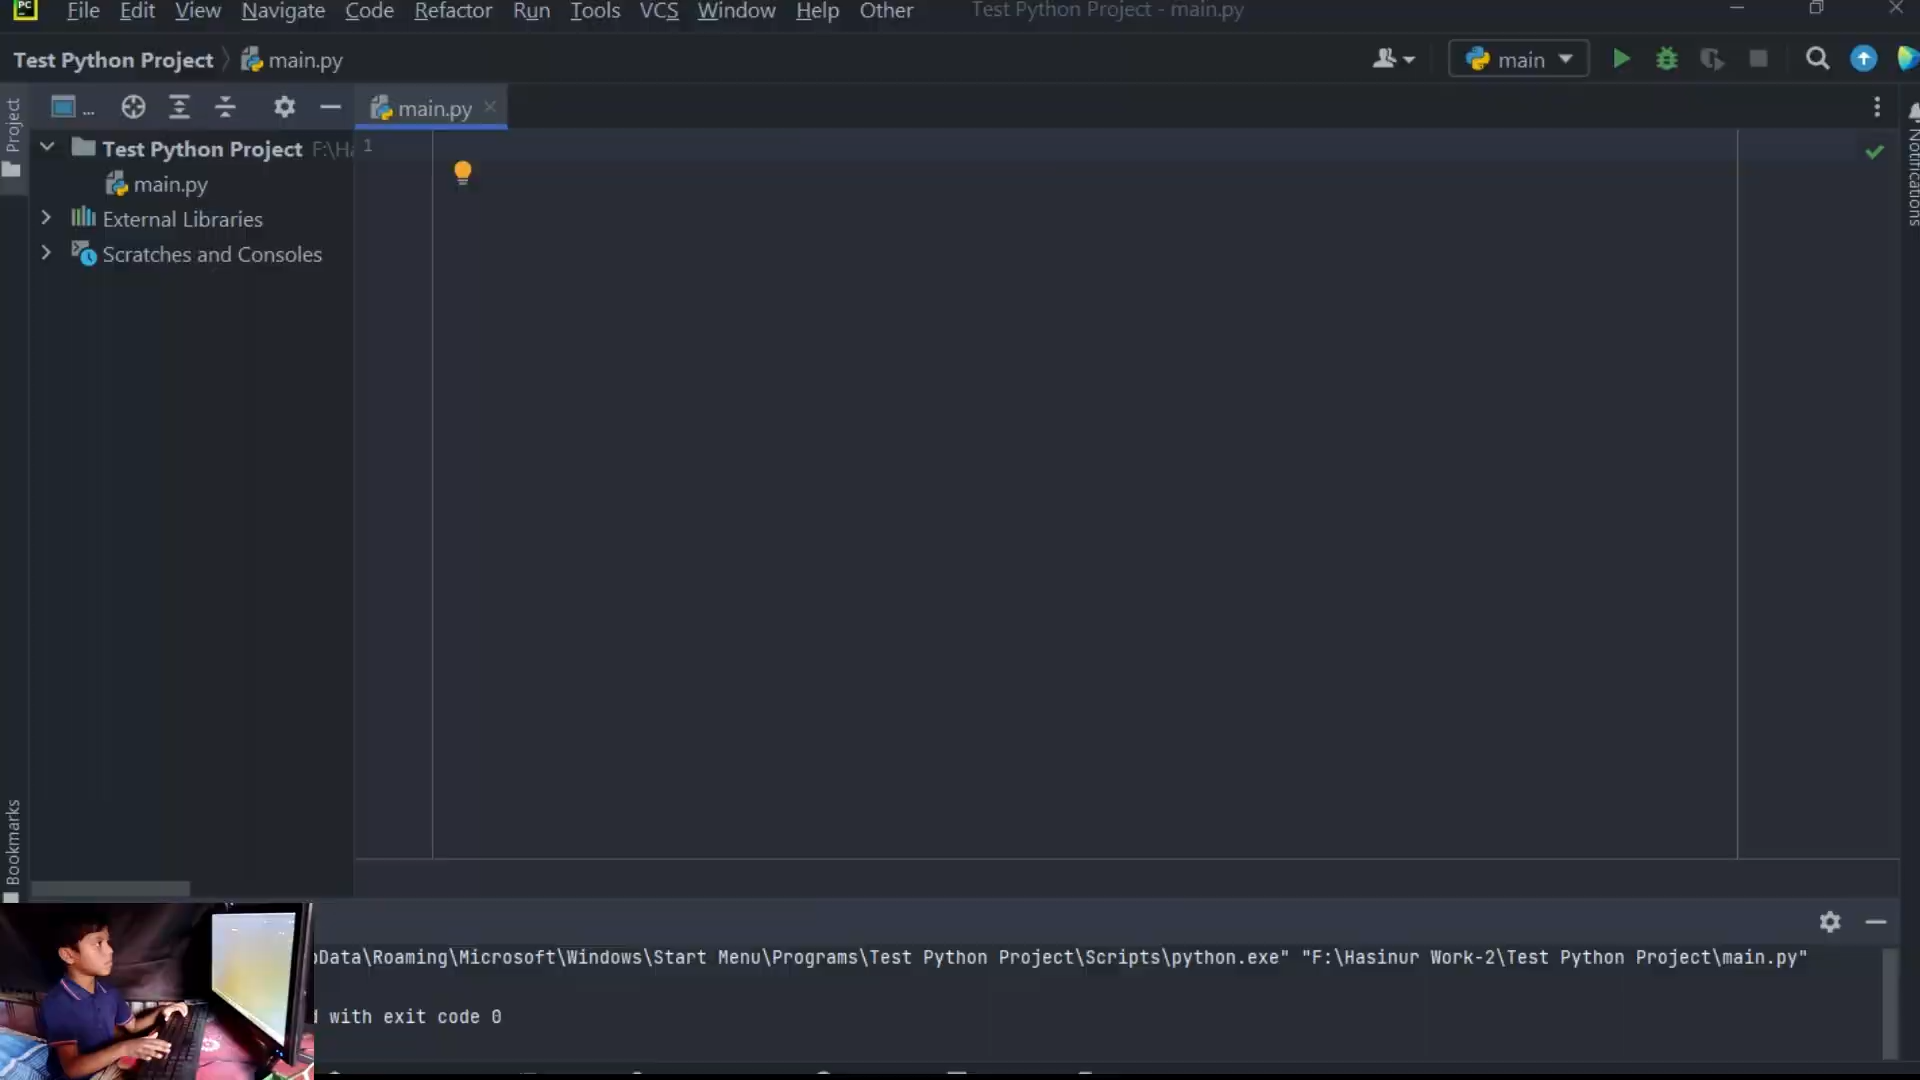 PC File Edit View Navigate Code Refactor Run Tools VCS Window Help Other Test Python Project - main.py
Test Python Project main.py main
Project ... main.py
Test Python Project F:\Ha 1
main.py
External Libraries
Scratches and Consoles
Notifications
Bookmarks
Data\Roaming\Microsoft\Windows\Start Menu\Programs\Test Python Project\Scripts\python.exe" "F:\Hasinur Work-2\Test Python Project\main.py"
with exit code 0